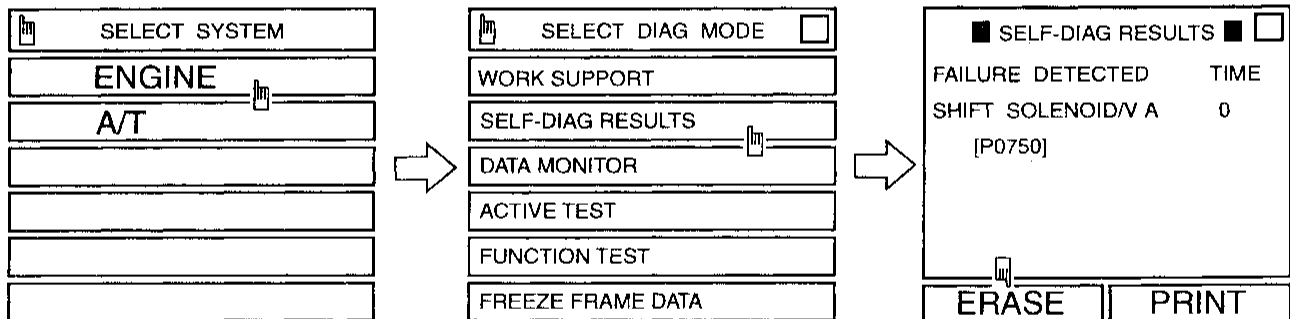 SELECT SYSTEM
ENGINE
A/T
SELECT DIAG MODE
WORK SUPPORT
SELF-DIAG RESULTS
DATA MONITOR
ACTIVE TEST
FUNCTION TEST
FREEZE FRAME DATA
SELF-DIAG RESULTS
FAILURE DETECTED TIME
SHIFT SOLENOID/V A 0
[P0750]
ERASE PRINT